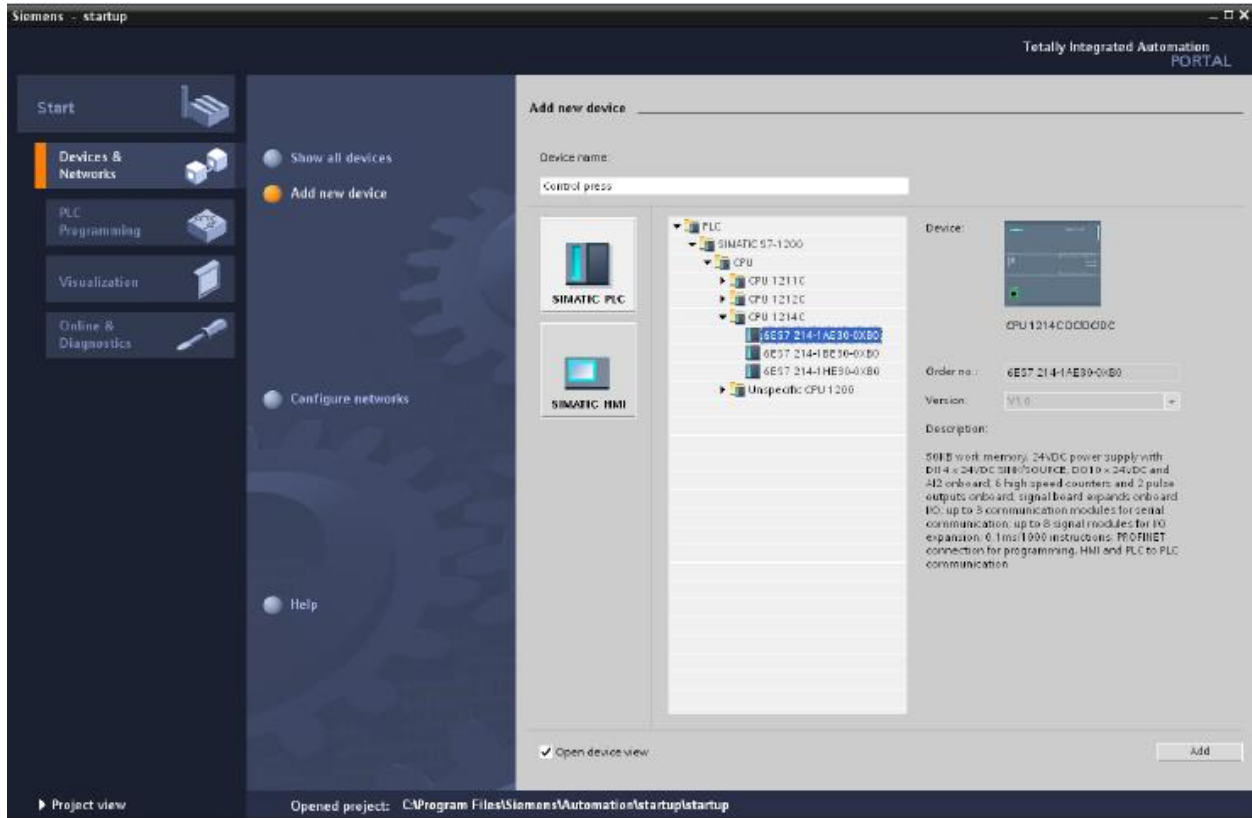 Siemens - startup
Totally Integrated Automation
PORTAL
Start
Devices &
Networks
PLC
Programming
Visualization
Online &
Diagnostics
Show all devices
Add new device
Configure networks
Help
Add new device
Device name:
Control press
SIMATIC PLC
SIMATIC HMI
PLC
SIMATIC S7-1200
CPU
CPU 1211C
CPU 1212C
CPU 1214C
6ES7 214-1AE30-0XB0
6ES7 214-1BE30-0XB0
6ES7 214-1HE30-0XB0
Unspecific CPU 1200
Device:
CPU 1214C DC/DC/DC
Order no.:
6ES7 214-1AE30-0XB0
Version:
V1.0
Description:
50KB work memory, 24VDC power supply with
DI14 x 24VDC SINK/SOURCE, DO10 x 24VDC and
AI2 onboard, 6 high speed counters and 2 pulse
outputs onboard, signal board expands onboard
I/O, up to 3 communication modules for serial
communication, up to 8 signal modules for I/O
expansion, 0.1ms/1000 instructions, PROFINET
connection for programming, HMI and PLC to PLC
communication
Open device view
Add
Project view
Opened project: C:\Program Files\Siemens\Automation\startup\startup